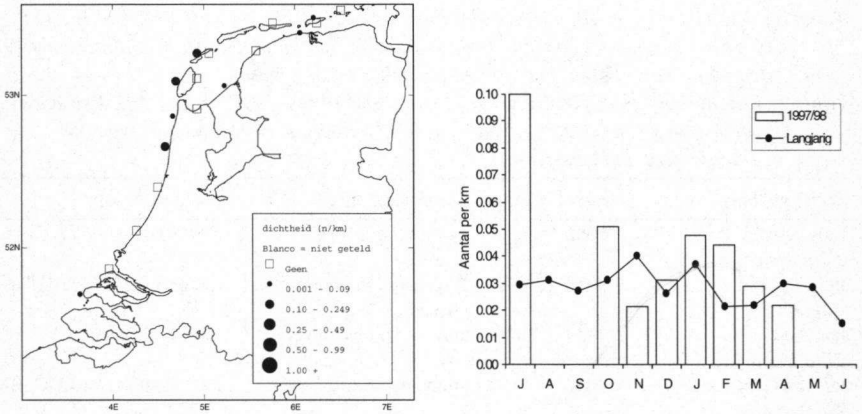 53N
52N
4E 5E 6E 7E
dichtheid (n/km)
Blanco = niet geteld
Geen
0.001 - 0.09
0.10 - 0.249
0.25 - 0.49
0.50 - 0.99
1.00 +
Aantal per km
0.10
0.09
0.08
0.07
0.06
0.05
0.04
0.03
0.02
0.01
0.00
J A S O N D J F M A M J
1997/98
Langjarig